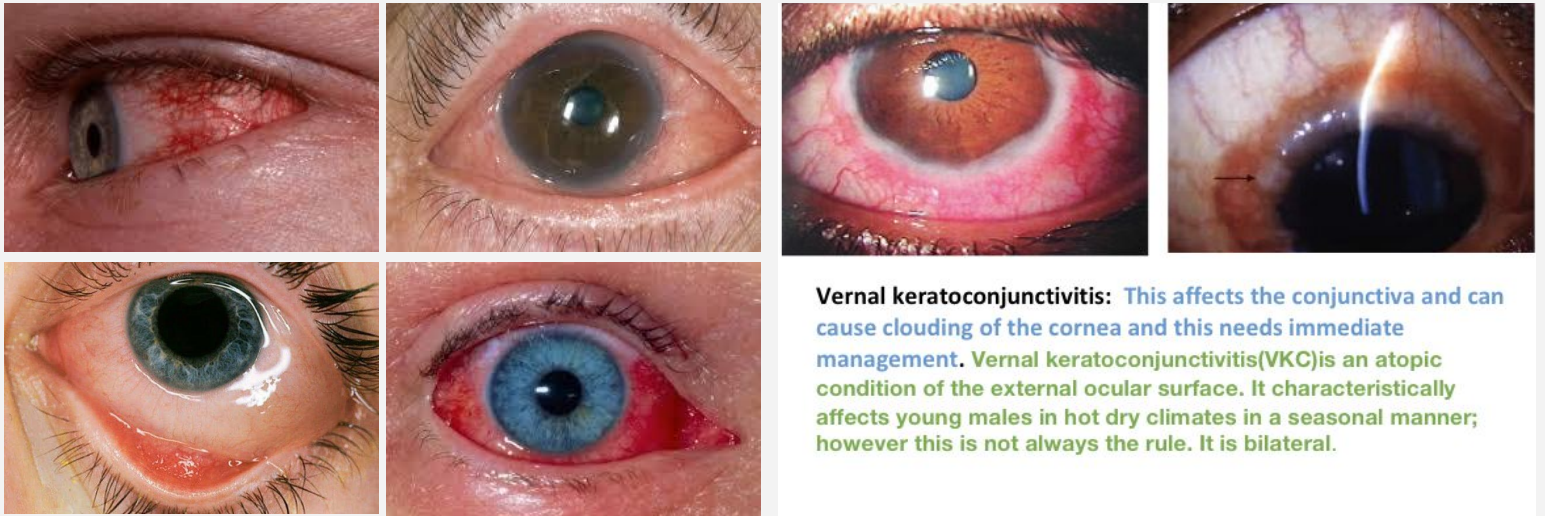 Vernal keratoconjunctivitis: This affects the conjunctiva and can
cause clouding of the cornea and this needs immediate
management. Vernal keratoconjunctivitis(VKC)is an atopic
condition of the external ocular surface. It characteristically
affects young males in hot dry climates in a seasonal manner;
however this is not always the rule. It is bilateral.